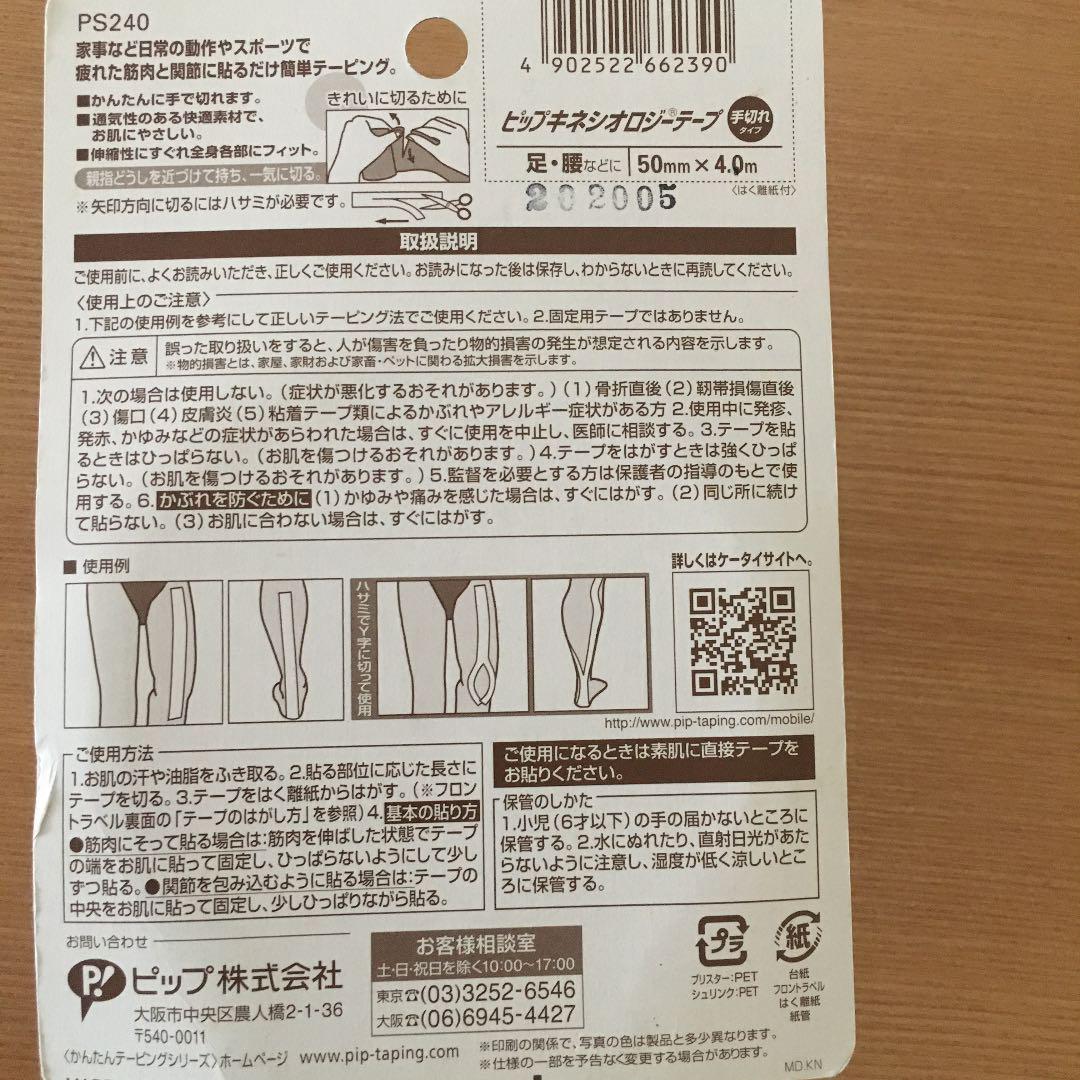 PS240
家事など日常の動作やスポーツで
疲れた筋肉と関節に貼るだけ簡単テーピング。
■かんたんに手で切れます。
■通気性のある快適素材で、
お肌にやさしい。
■伸縮性にすぐれ全身各部にフィット。
親指どうしを近づけて持ち、一気に切る。
※矢印方向に切るにはハサミが必要です。
きれいに切るために
4 902522 662390
ピップキネシオロジー®テープ 手切れタイプ
足・腰などに 50mm×4.0m
〈はく離紙付〉
202005
取扱説明
ご使用前に、よくお読みいただき、正しくご使用ください。お読みになった後は保存し、わからないときに再読してください。
〈使用上のご注意〉
1.下記の使用例を参考にして正しいテーピング法でご使用ください。2.固定用テープではありません。
注意 誤った取り扱いをすると、人が傷害を負ったり物的損害の発生が想定される内容を示します。
※物的損害とは、家屋、家財および家畜・ペットに関わる拡大損害を示します。
1.次の場合は使用しない。(症状が悪化するおそれがあります。)(1)骨折直後(2)靭帯損傷直後
(3)傷口(4)皮膚炎(5)粘着テープ類によるかぶれやアレルギー症状がある方 2.使用中に発疹、
発赤、かゆみなどの症状があらわれた場合は、すぐに使用を中止し、医師に相談する。3.テープを貼
るときはひっぱらない。(お肌を傷つけるおそれがあります。)4.テープをはがすときは強くひっぱ
らない。(お肌を傷つけるおそれがあります。)5.監督を必要とする方は保護者の指導のもとで使
用する。6.かぶれを防ぐために(1)かゆみや痛みを感じた場合は、すぐにはがす。(2)同じ所に続け
て貼らない。(3)お肌に合わない場合は、すぐにはがす。
■使用例
ハサミでY字に切って使用
詳しくはケータイサイトへ。
http://www.pip-taping.com/mobile/
ご使用方法
1.お肌の汗や油脂をふき取る。2.貼る部位に応じた長さに
テープを切る。3.テープをはく離紙からはがす。(※フロン
トラベル裏面の「テープのはがし方」を参照)4.基本の貼り方
●筋肉にそって貼る場合は:筋肉を伸ばした状態でテープ
の端をお肌に貼って固定し、ひっぱらないようにして少し
ずつ貼る。●関節を包み込むように貼る場合は:テープの
中央をお肌に貼って固定し、少しひっぱりながら貼る。
ご使用になるときは素肌に直接テープを
お貼りください。
保管のしかた
1.小児(6才以下)の手の届かないところに
保管する。2.水にぬれたり、直射日光があた
らないように注意し、湿度が低く涼しいとこ
ろに保管する。
お問い合わせ
P! ピップ株式会社
大阪市中央区農人橋2-1-36
〒540-0011
〈かんたんテーピングシリーズ〉ホームページ www.pip-taping.com
お客様相談室
土・日・祝日を除く10:00〜17:00
東京☎(03)3252-6546
大阪☎(06)6945-4427
プラ
ブリスター:PET
シュリンク:PET
紙
台紙
フロントラベル
はく離紙
紙管
※印刷の関係で、写真の色は製品と多少異なります。
※仕様の一部を予告なく変更する場合があります。
MD.KN